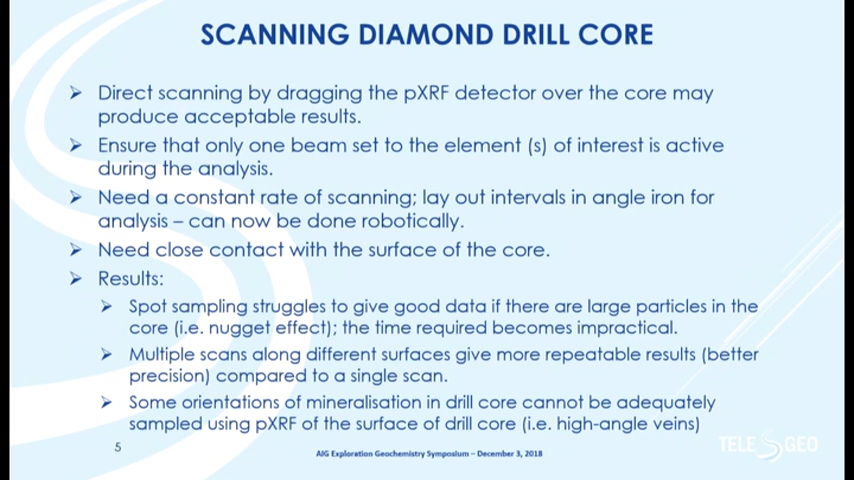 SCANNING DIAMOND DRILL CORE
➢ Direct scanning by dragging the pXRF detector over the core may
produce acceptable results.
➢ Ensure that only one beam set to the element (s) of interest is active
during the analysis.
➢ Need a constant rate of scanning; lay out intervals in angle iron for
analysis – can now be done robotically.
➢ Need close contact with the surface of the core.
➢ Results:
➢ Spot sampling struggles to give good data if there are large particles in the
core (i.e. nugget effect); the time required becomes impractical.
➢ Multiple scans along different surfaces give more repeatable results (better
precision) compared to a single scan.
➢ Some orientations of mineralisation in drill core cannot be adequately
sampled using pXRF of the surface of drill core (i.e. high-angle veins)
5
AIG Exploration Geochemistry Symposium – December 3, 2018
TELE GEO